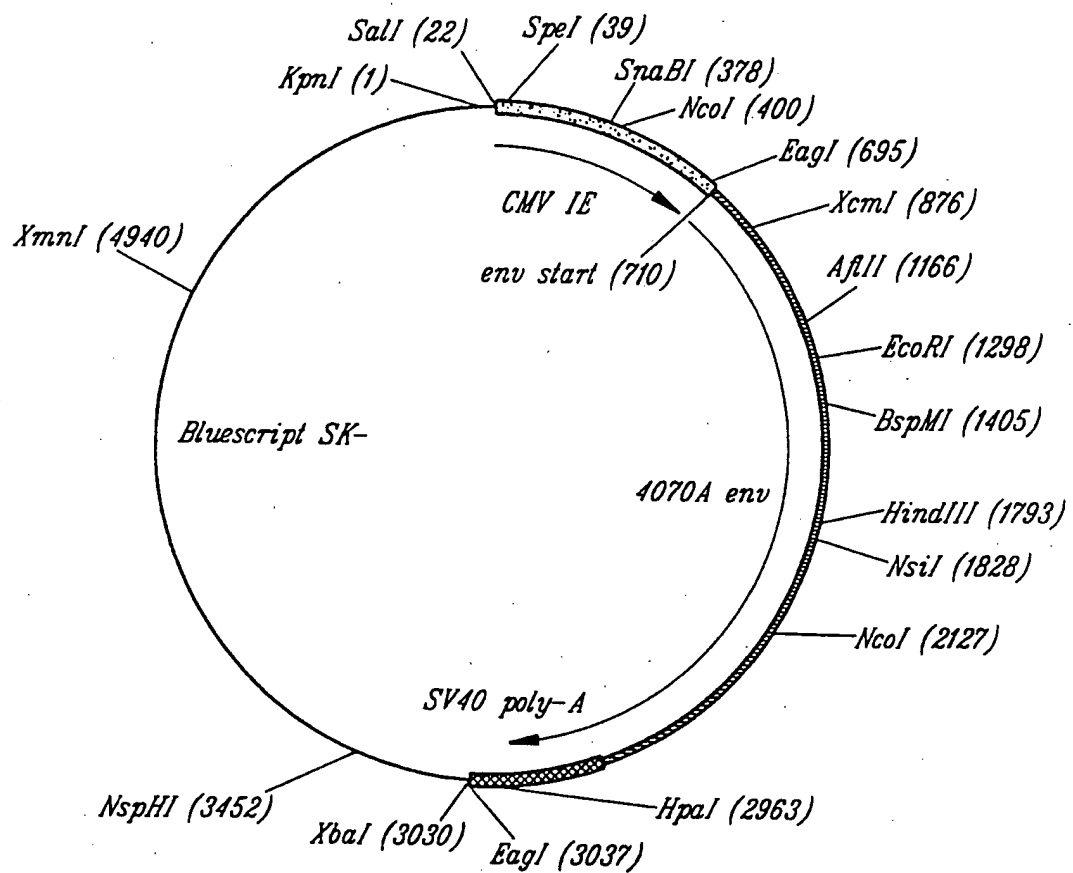 SalI (22)
SpeI (39)
KpnI (1)
SnaBI (378)
NcoI (400)
EagI (695)
XcmI (876)
CMV IE
XmnI (4940)
env start (710)
AflII (1166)
EcoRI (1298)
BspMI (1405)
Bluescript SK-
4070A env
HindIII (1793)
NsiI (1828)
NcoI (2127)
SV40 poly-A
NspHI (3452)
HpaI (2963)
XbaI (3030)
EagI (3037)